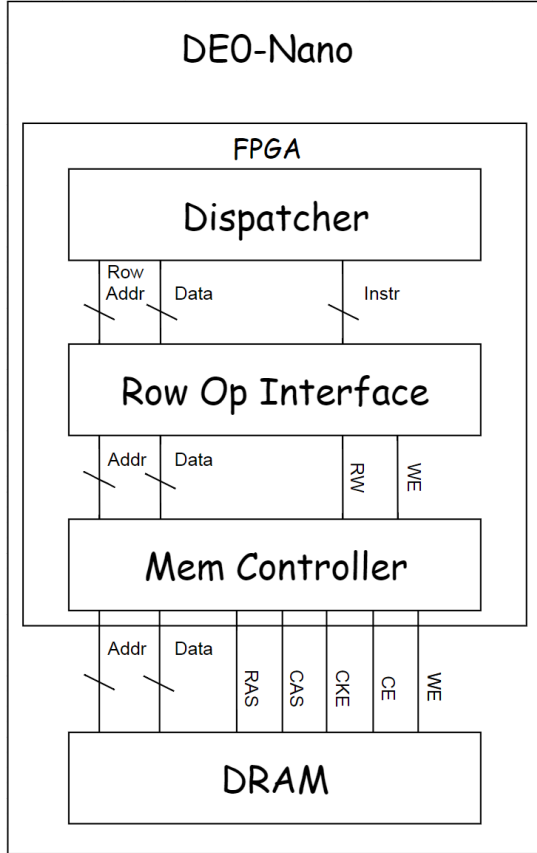 DE0-Nano
FPGA
Dispatcher
Row
Addr
Data
Instr
Row Op Interface
Addr
Data
RW
WE
Mem Controller
Addr
Data
RAS
CAS
CKE
CE
WE
DRAM